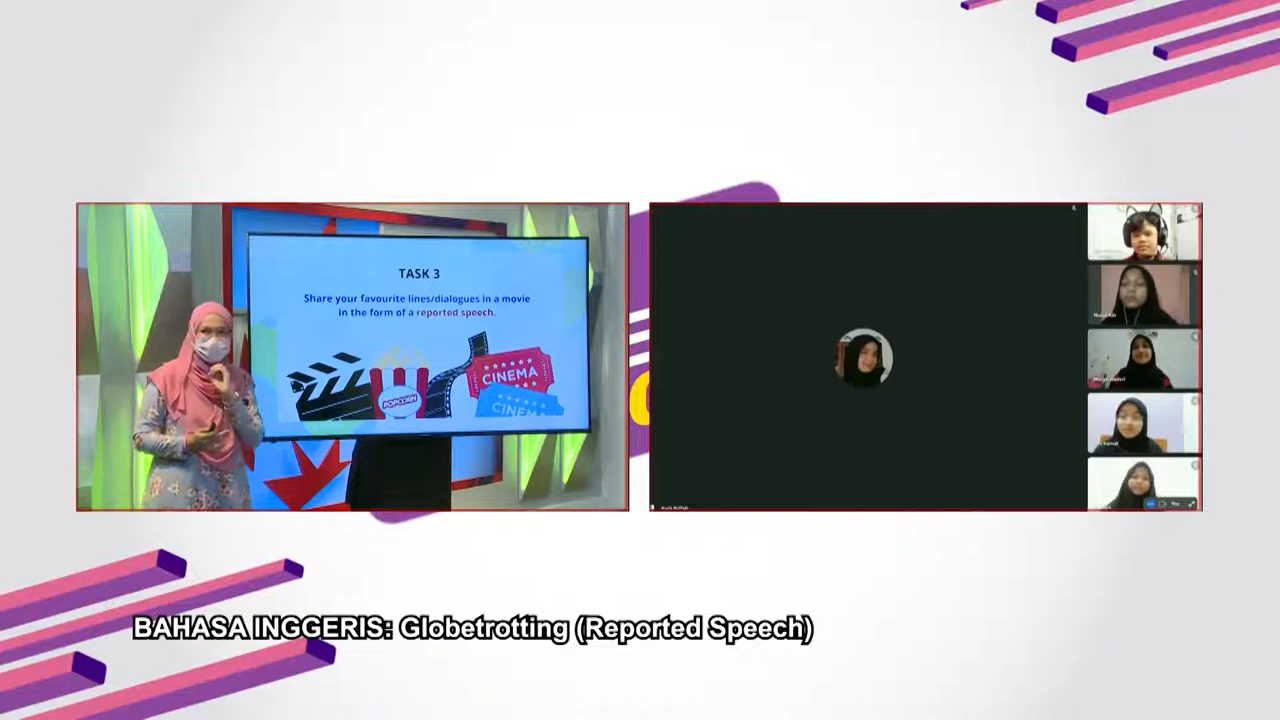 TASK 3
Share your favourite lines/dialogues in a movie
in the form of a reported speech.
POPCORN
CINEMA
CINEMA
BAHASA INGGERIS: Globetrotting (Reported Speech)